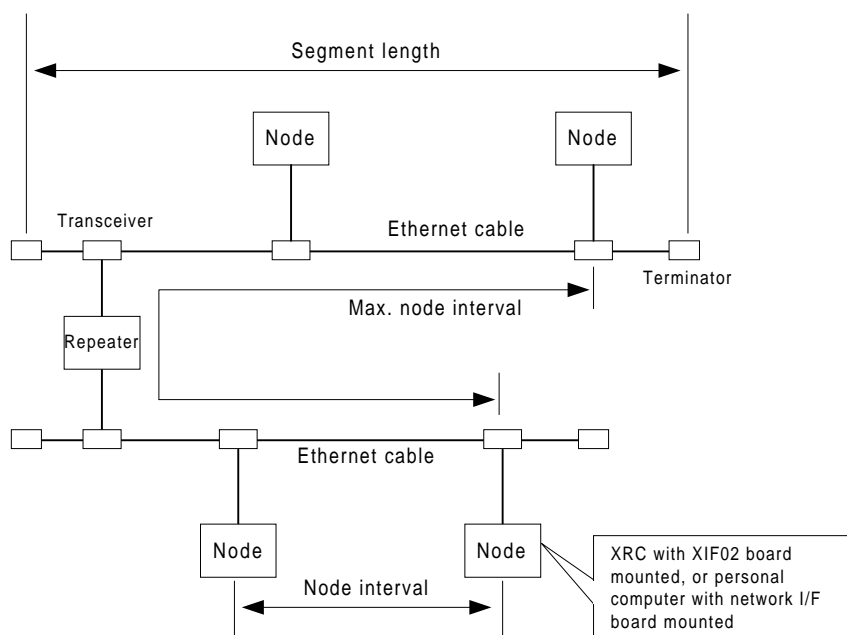 Segment length
Node
Node
Transceiver
Ethernet cable
Terminator
Max. node interval
Repeater
Ethernet cable
Node
Node
XRC with XIF02 board
mounted, or personal
computer with network I/F
board mounted
Node interval